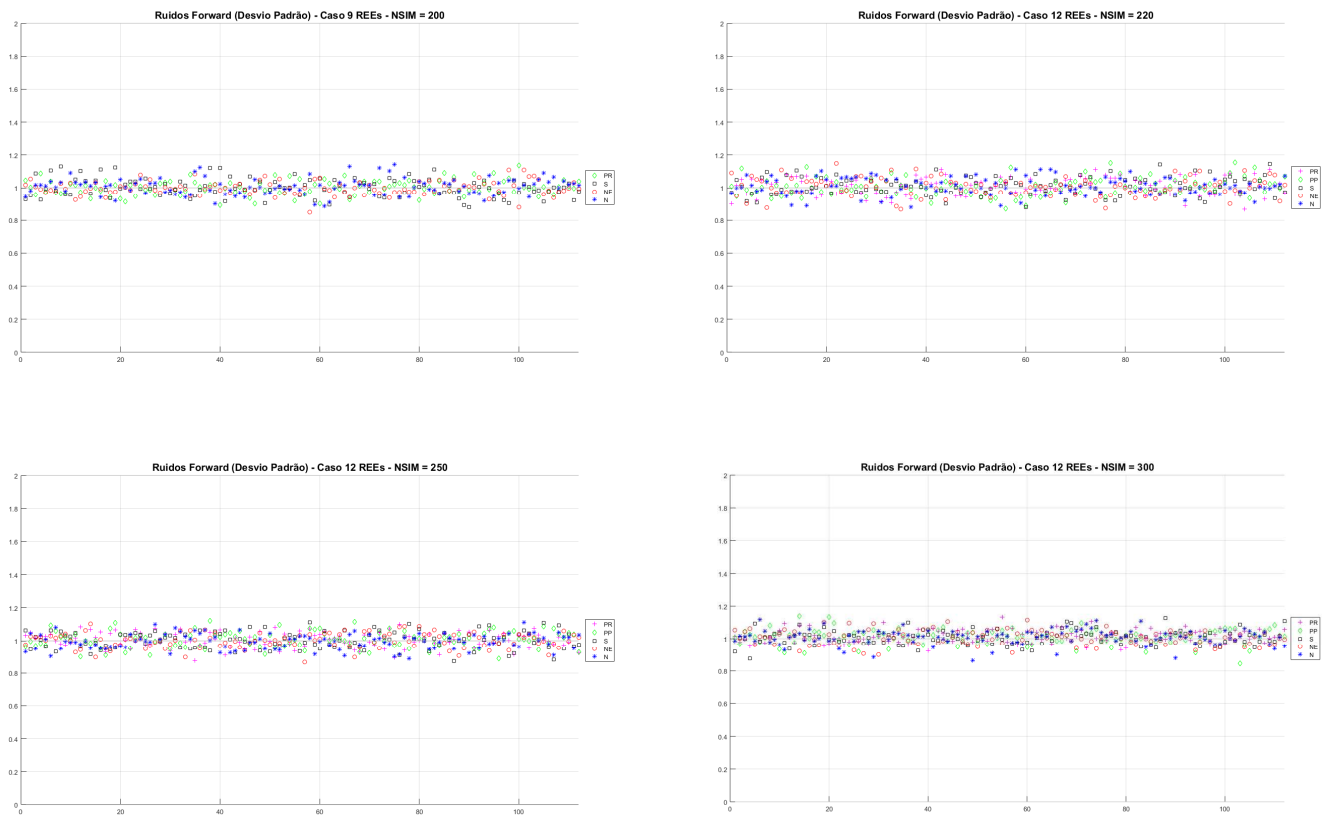 Ruidos Forward (Desvio Padrão) - Caso 9 REEs - NSIM = 200
2
1.8
1.6
1.4
1.2
1
0.8
0.6
0.4
0.2
0
0
20
40
60
80
100
PR
S
NE
N
Ruidos Forward (Desvio Padrão) - Caso 12 REEs - NSIM = 220
2
1.8
1.6
1.4
1.2
1
0.8
0.6
0.4
0.2
0
0
20
40
60
80
100
PR
PP
S
NE
N
Ruidos Forward (Desvio Padrão) - Caso 12 REEs - NSIM = 250
2
1.8
1.6
1.4
1.2
1
0.8
0.6
0.4
0.2
0
0
20
40
60
80
100
PR
PP
S
NE
N
Ruidos Forward (Desvio Padrão) - Caso 12 REEs - NSIM = 300
2
1.8
1.6
1.4
1.2
1
0.8
0.6
0.4
0.2
0
0
20
40
60
80
100
PR
PP
S
NE
N